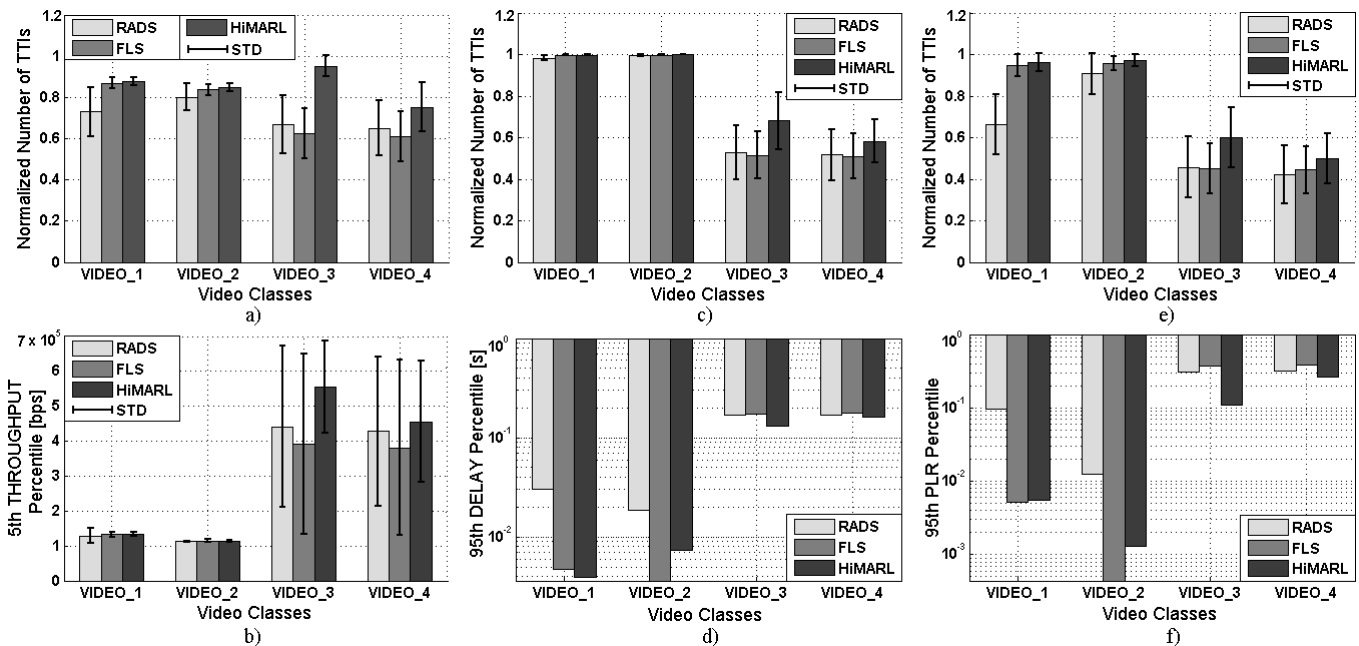 Normalized Number of TTIs
1.2
1
0.8
0.6
0.4
0.2
0
RADS
FLS
HiMARL
STD
VIDEO_1 VIDEO_2 VIDEO_3 VIDEO_4
Video Classes
a)
Normalized Number of TTIs
1.2
1
0.8
0.6
0.4
0.2
0
RADS
FLS
HiMARL
STD
VIDEO_1 VIDEO_2 VIDEO_3 VIDEO_4
Video Classes
c)
Normalized Number of TTIs
1.2
1
0.8
0.6
0.4
0.2
0
RADS
FLS
HiMARL
STD
VIDEO_1 VIDEO_2 VIDEO_3 VIDEO_4
Video Classes
e)
5th THROUGHPUT
Percentile [bps]
7 x 10^5
6
5
4
3
2
1
0
RADS
FLS
HiMARL
STD
VIDEO_1 VIDEO_2 VIDEO_3 VIDEO_4
Video Classes
b)
95th DELAY Percentile [s]
10^0
10^-1
10^-2
RADS
FLS
HiMARL
VIDEO_1 VIDEO_2 VIDEO_3 VIDEO_4
Video Classes
d)
95th PLR Percentile
10^0
10^-1
10^-2
10^-3
RADS
FLS
HiMARL
VIDEO_1 VIDEO_2 VIDEO_3 VIDEO_4
Video Classes
f)